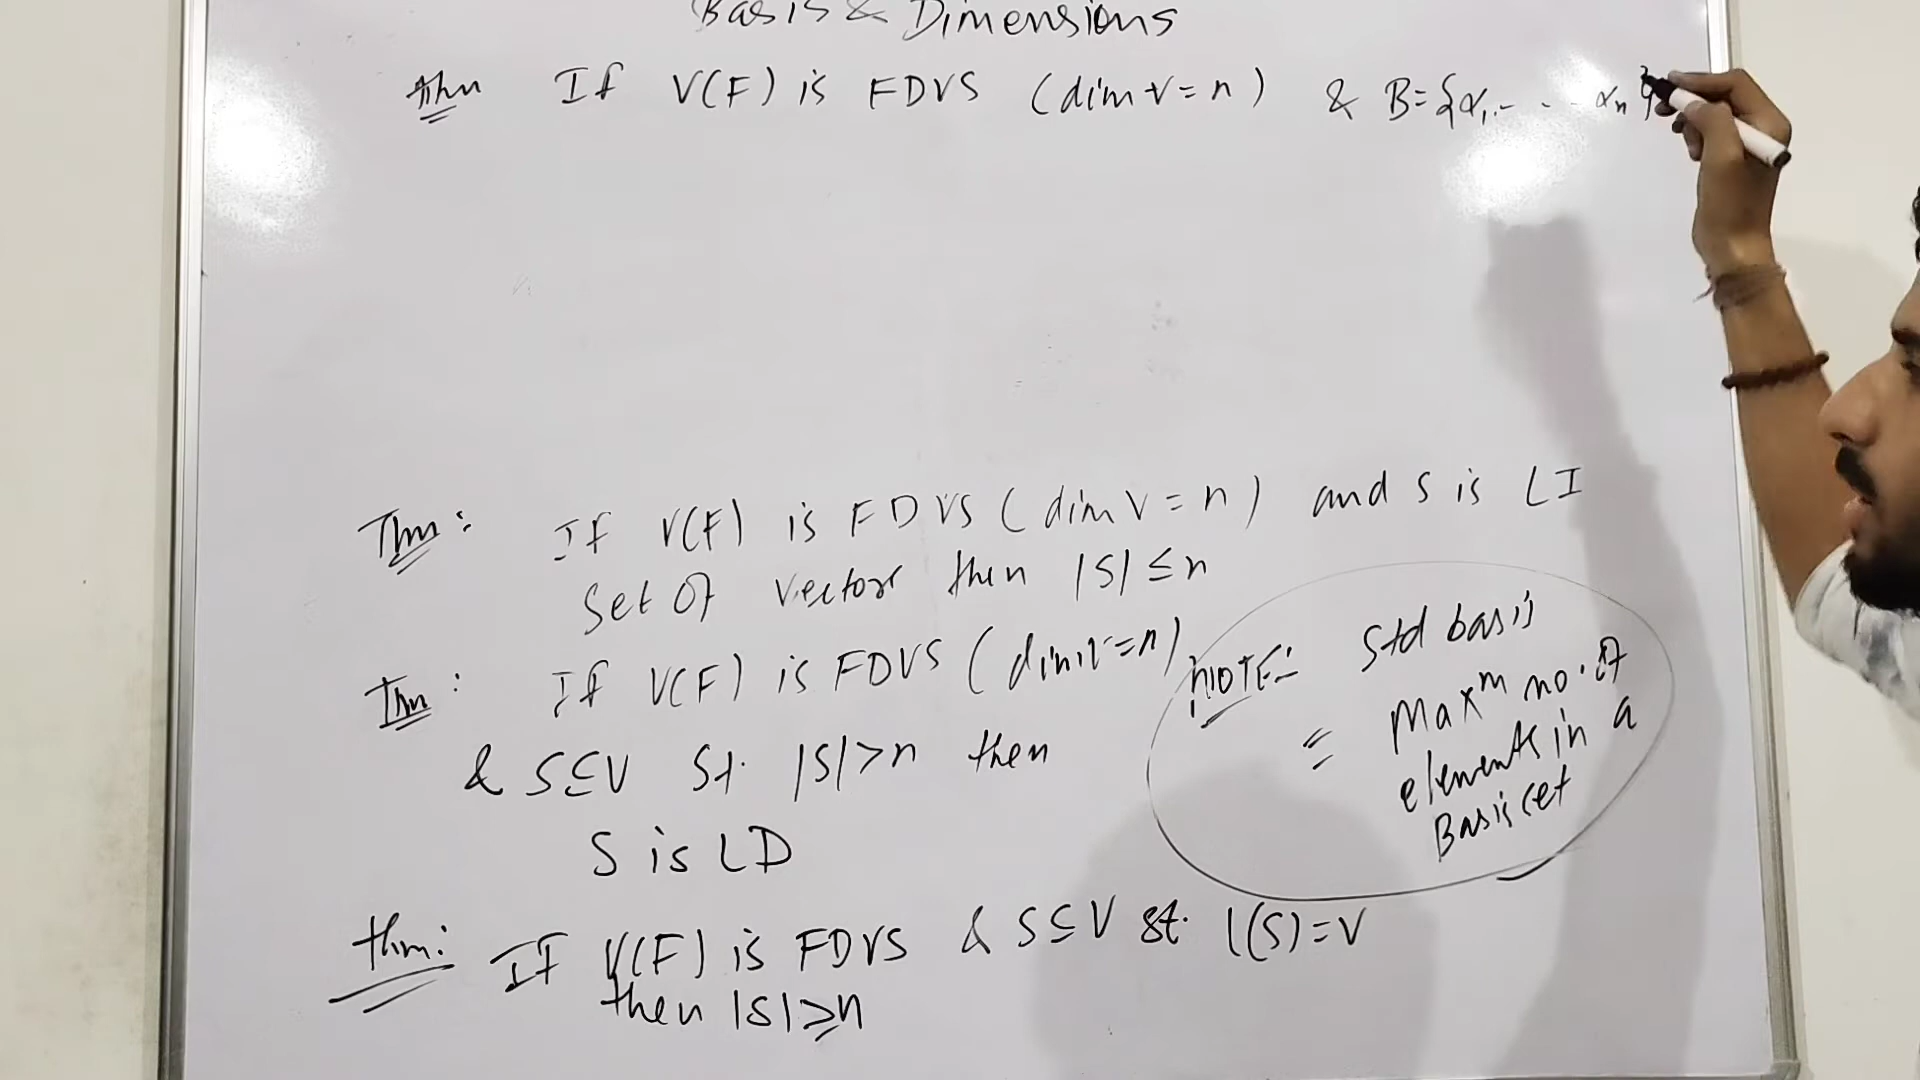 Basis & Dimensions
thm If V(F) is FDVS (dim V = n) & B = {α₁, - - - αₙ}
Thm: If V(F) is FDVS (dim V = n) and S is LI
Set Of Vectors then |S| ≤ n
Thm: If V(F) is FDVS (dim V = n)
& S ⊆ V St. |S| > n then
S is LD
NOTE:- Std basis
= Maxᵐ no. of
elements in a
Basis set
thm: IF V(F) is FDVS & S ⊆ V st. L(S) = V
then |S| ≥ n